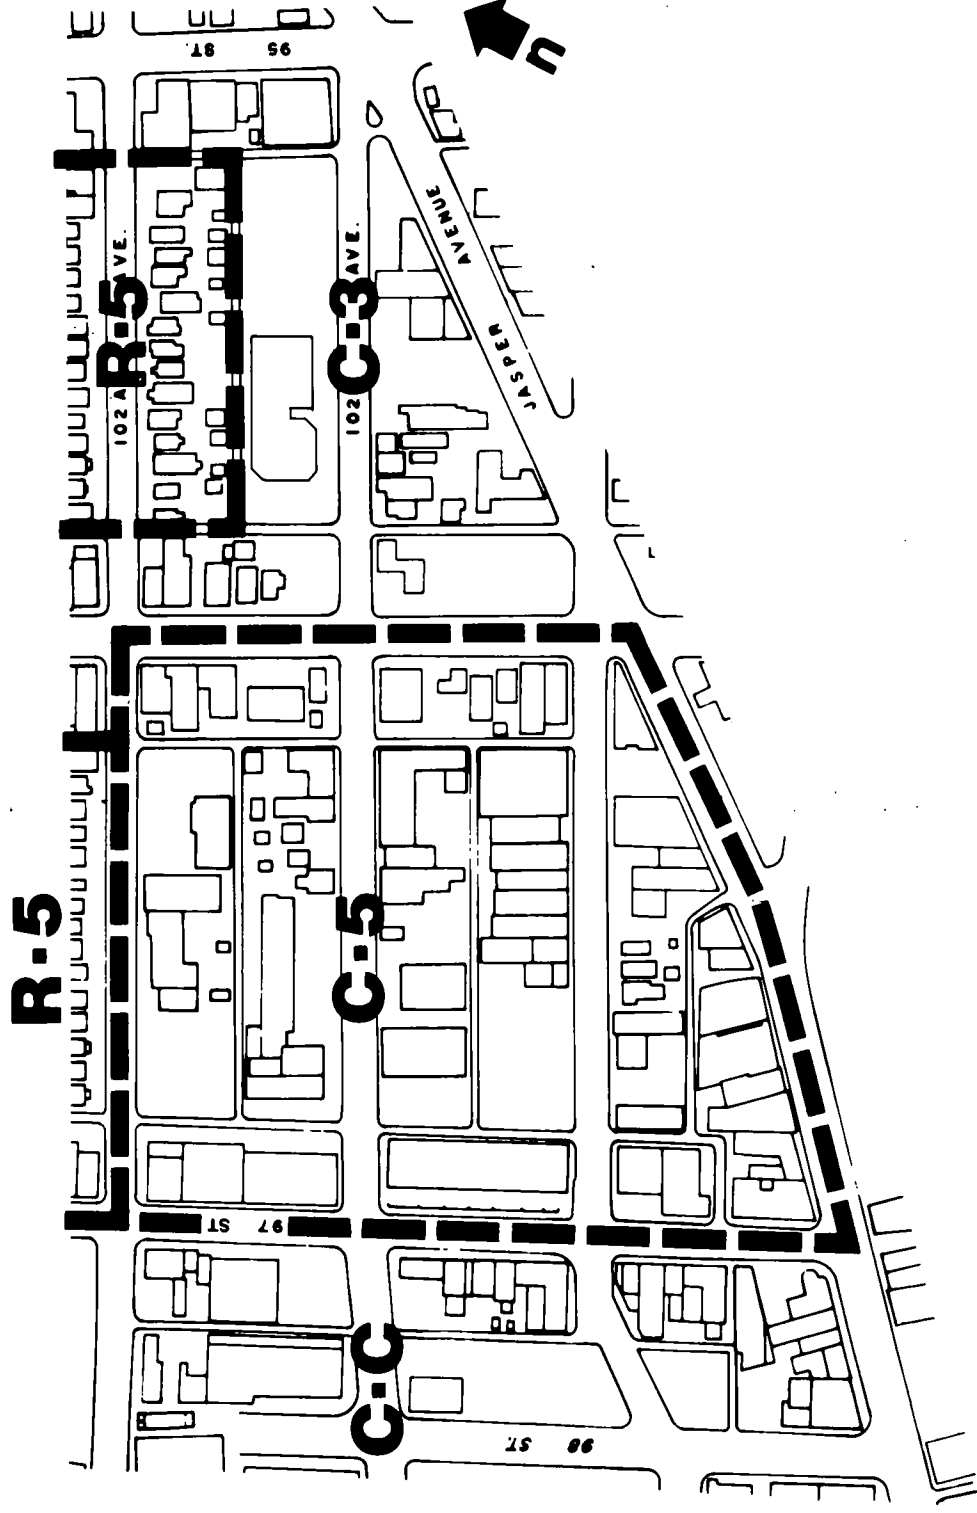 95 ST.
n
R-5
102 A AVE.
C-3
102 AVE.
JASPER AVENUE
R-5
C-5
97 ST
C-C
98 ST.